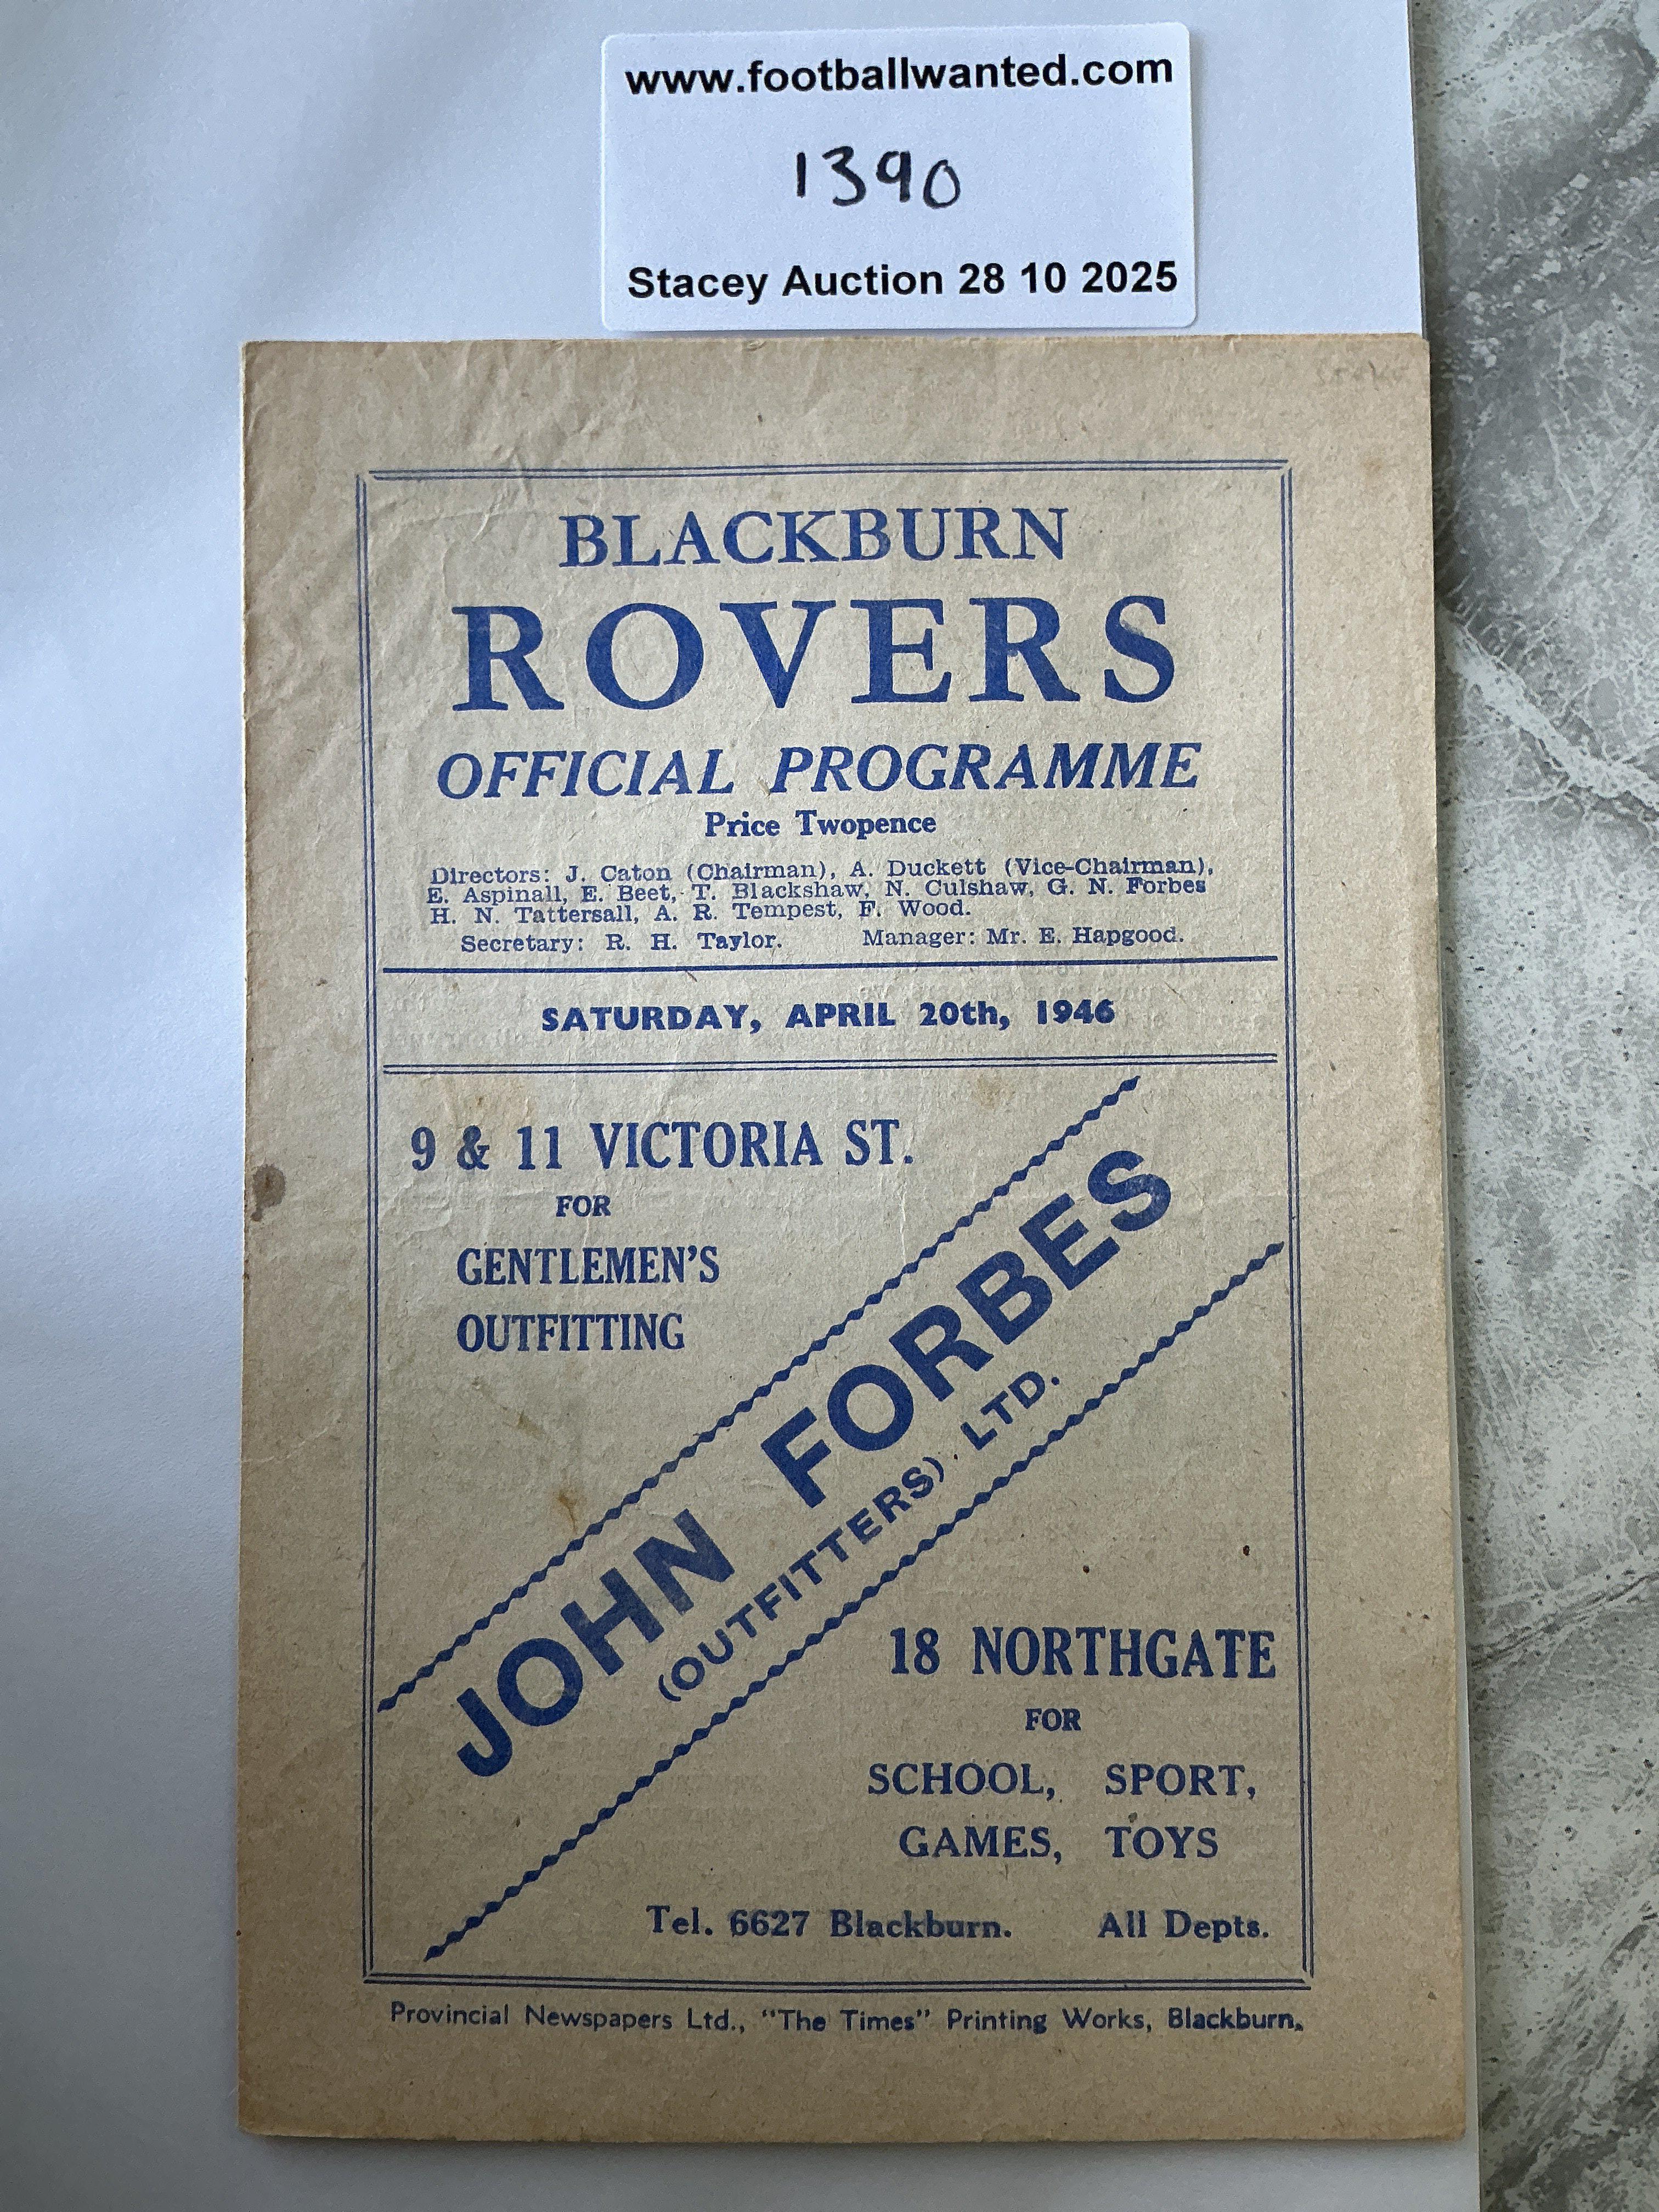 www.footballwanted.com
1390
Stacey Auction 28 10 2025
BLACKBURN
ROVERS
OFFICIAL PROGRAMME
Price Twopence
Directors: J. Caton (Chairman), A. Duckett (Vice-Chairman),
E. Aspinall, E. Beet, T. Blackshaw, N. Culshaw, G. N. Forbes
H. N. Tattersall, A. R. Tempest, F. Wood.
Secretary: R. H. Taylor. Manager: Mr. E. Hapgood.
SATURDAY, APRIL 20th, 1946
9 & 11 VICTORIA ST.
FOR
GENTLEMEN'S
OUTFITTING
JOHN FORBES
(OUTFITTERS) LTD.
18 NORTHGATE
FOR
SCHOOL, SPORT,
GAMES, TOYS
Tel. 6627 Blackburn. All Depts.
Provincial Newspapers Ltd., "The Times" Printing Works, Blackburn.